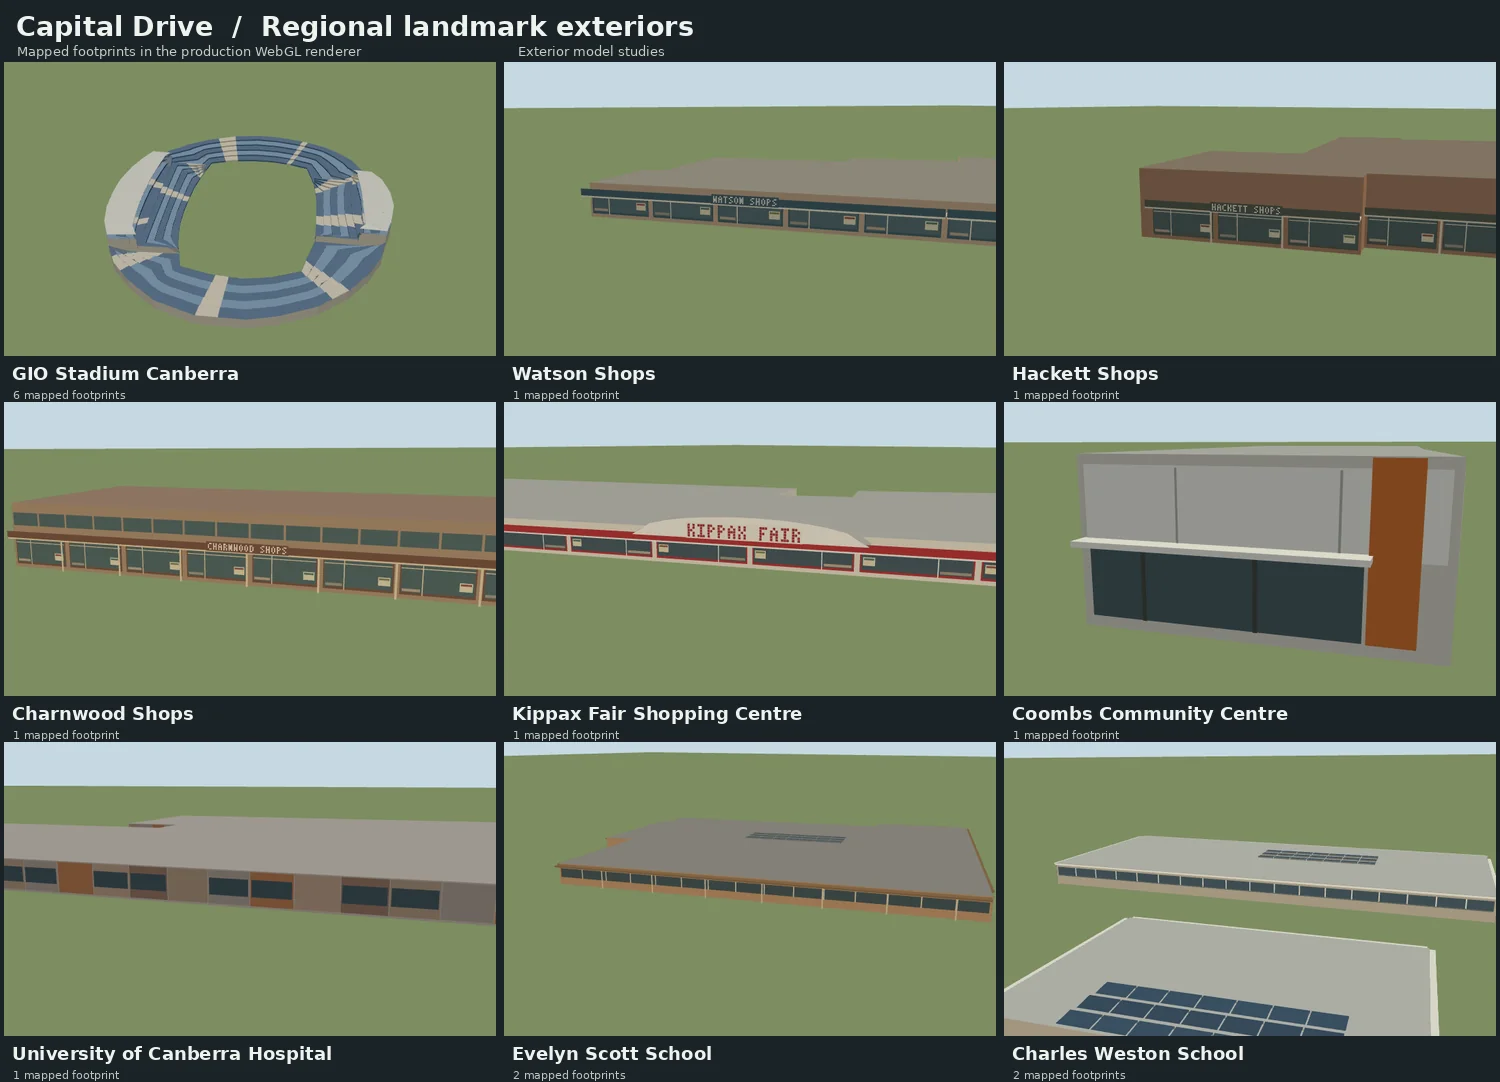 Capital Drive / Regional landmark exteriors
Mapped footprints in the production WebGL renderer
Exterior model studies
WATSON SHOPS
HACKETT SHOPS
GIO Stadium Canberra
6 mapped footprints
Watson Shops
1 mapped footprint
Hackett Shops
1 mapped footprint
CHARNWOOD SHOPS
KIPPAX FAIR
Charnwood Shops
1 mapped footprint
Kippax Fair Shopping Centre
1 mapped footprint
Coombs Community Centre
1 mapped footprint
University of Canberra Hospital
1 mapped footprint
Evelyn Scott School
2 mapped footprints
Charles Weston School
2 mapped footprints